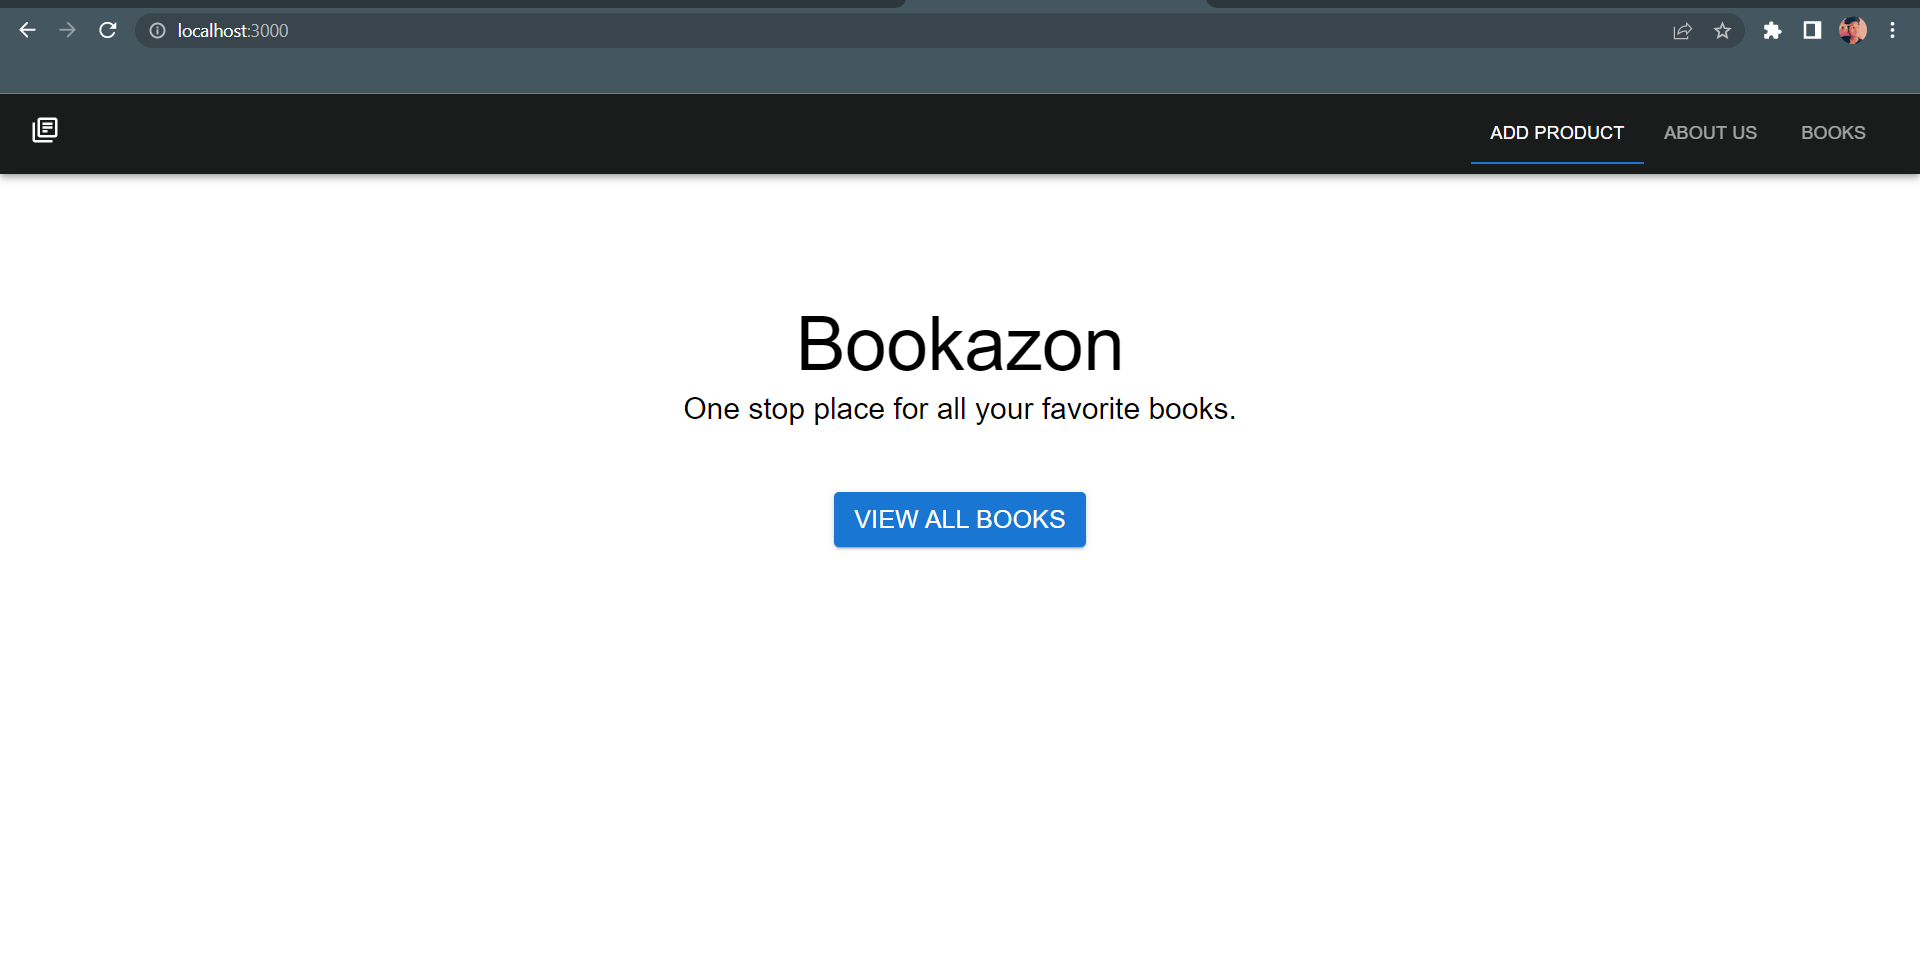 localhost:3000
ADD PRODUCT ABOUT US BOOKS
Bookazon
One stop place for all your favorite books.
VIEW ALL BOOKS